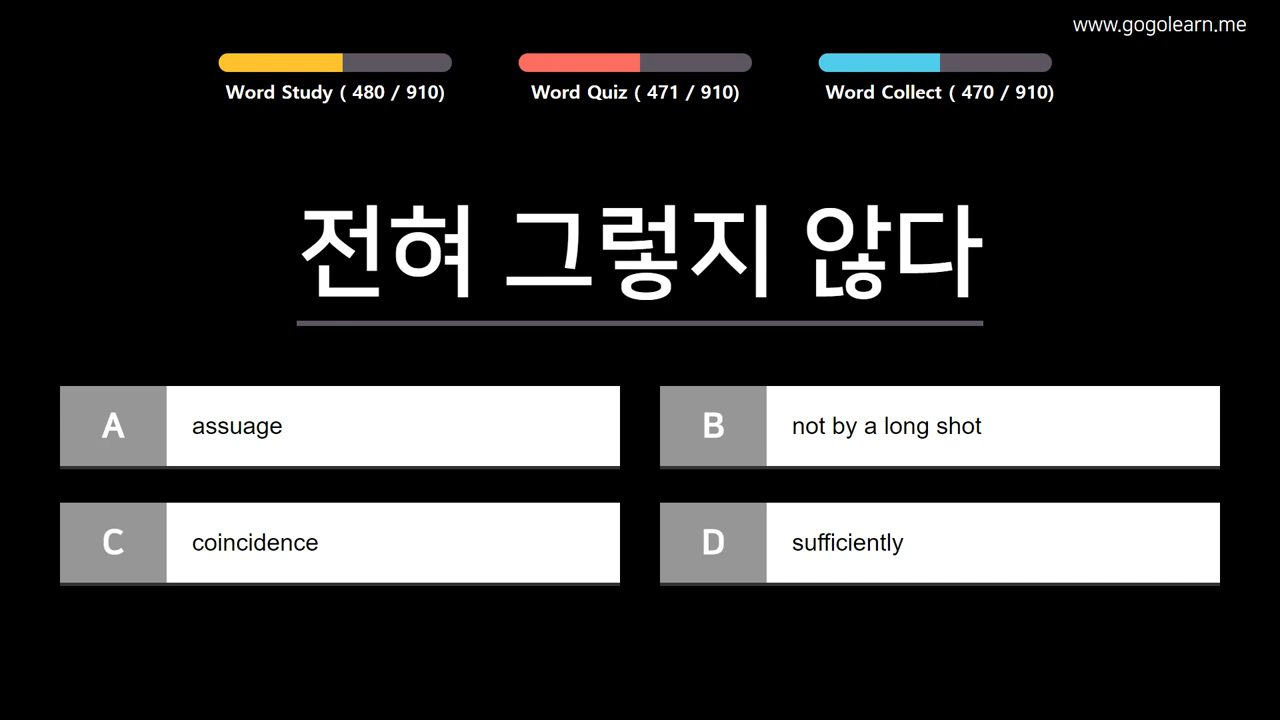 www.gogolearn.me
Word Study ( 480 / 910)
Word Quiz ( 471 / 910)
Word Collect ( 470 / 910)
전혀 그렇지 않다
A
assuage
B
not by a long shot
C
coincidence
D
sufficiently